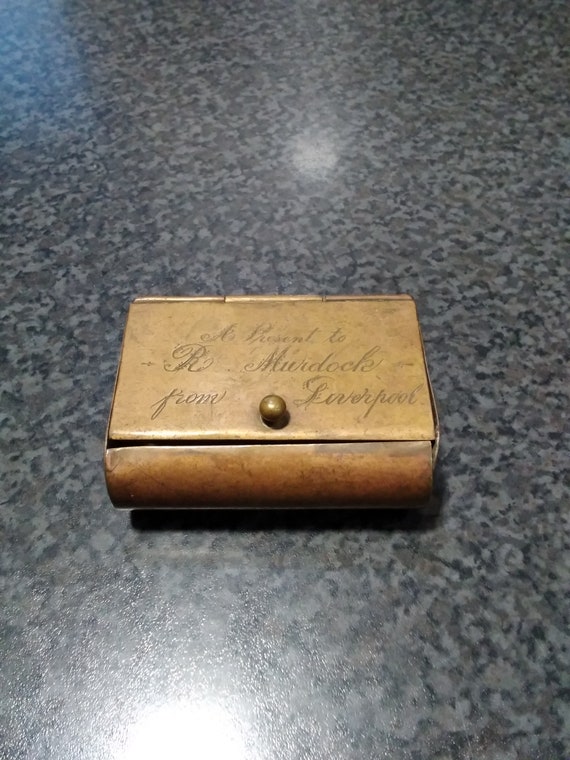 A Present to
R Murdock
from Liverpool